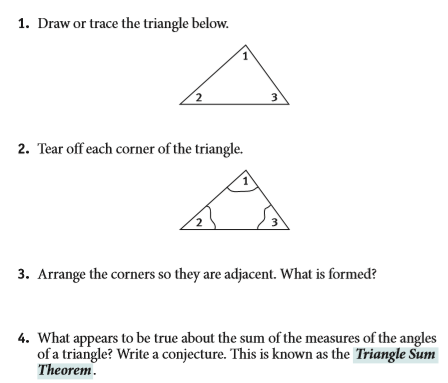 1. Draw or trace the triangle below.
1
2 3
2. Tear off each corner of the triangle.
1
2 3
3. Arrange the corners so they are adjacent. What is formed?
4. What appears to be true about the sum of the measures of the angles
of a triangle? Write a conjecture. This is known as the Triangle Sum
Theorem.